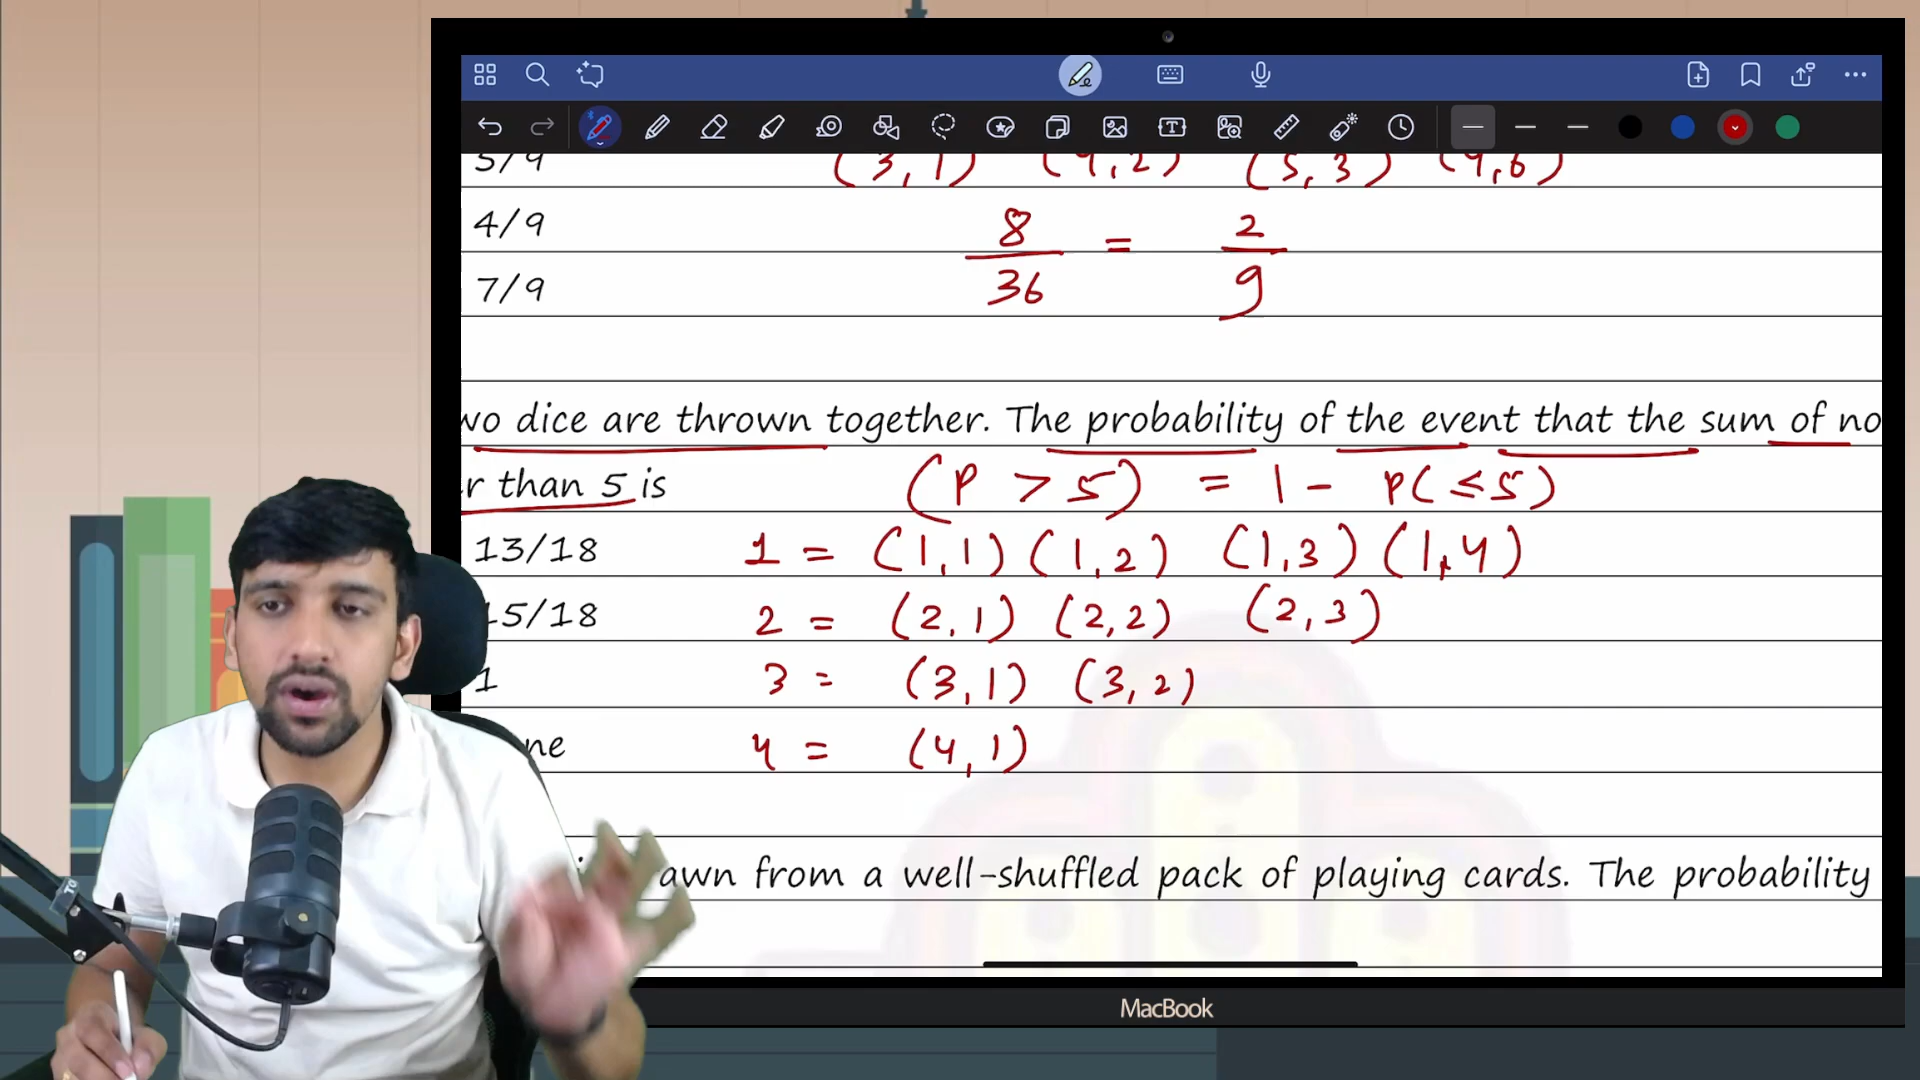 5/9 (3,1) (4,2) (5,3) (4,6)
4/9 8/36 = 2/9
7/9
wo dice are thrown together. The probability of the event that the sum of no
r than 5 is (P > 5) = 1 - P(≤5)
13/18 1 = (1,1) (1,2) (1,3) (1,4)
15/18 2 = (2,1) (2,2) (2,3)
1 3 = (3,1) (3,2)
ne 4 = (4,1)
awn from a well-shuffled pack of playing cards. The probability
MacBook